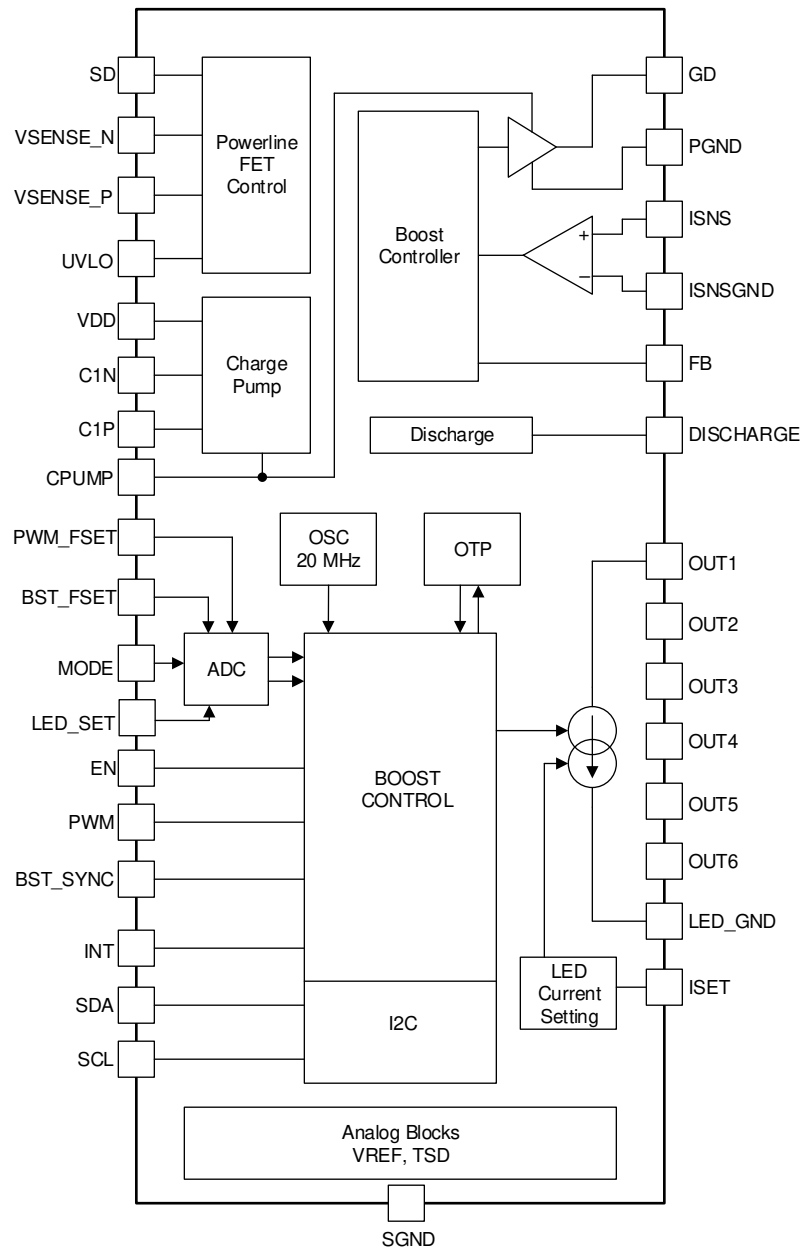 SD
VSENSE_N
VSENSE_P
UVLO
VDD
C1N
C1P
CPUMP
PWM_FSET
BST_FSET
MODE
LED_SET
EN
PWM
BST_SYNC
INT
SDA
SCL
Powerline
FET
Control
Charge
Pump
Boost
Controller
+
−
Discharge
OSC
20 MHz
OTP
ADC
BOOST
CONTROL
I2C
LED
Current
Setting
Analog Blocks
VREF, TSD
GD
PGND
ISNS
ISNSGND
FB
DISCHARGE
OUT1
OUT2
OUT3
OUT4
OUT5
OUT6
LED_GND
ISET
SGND